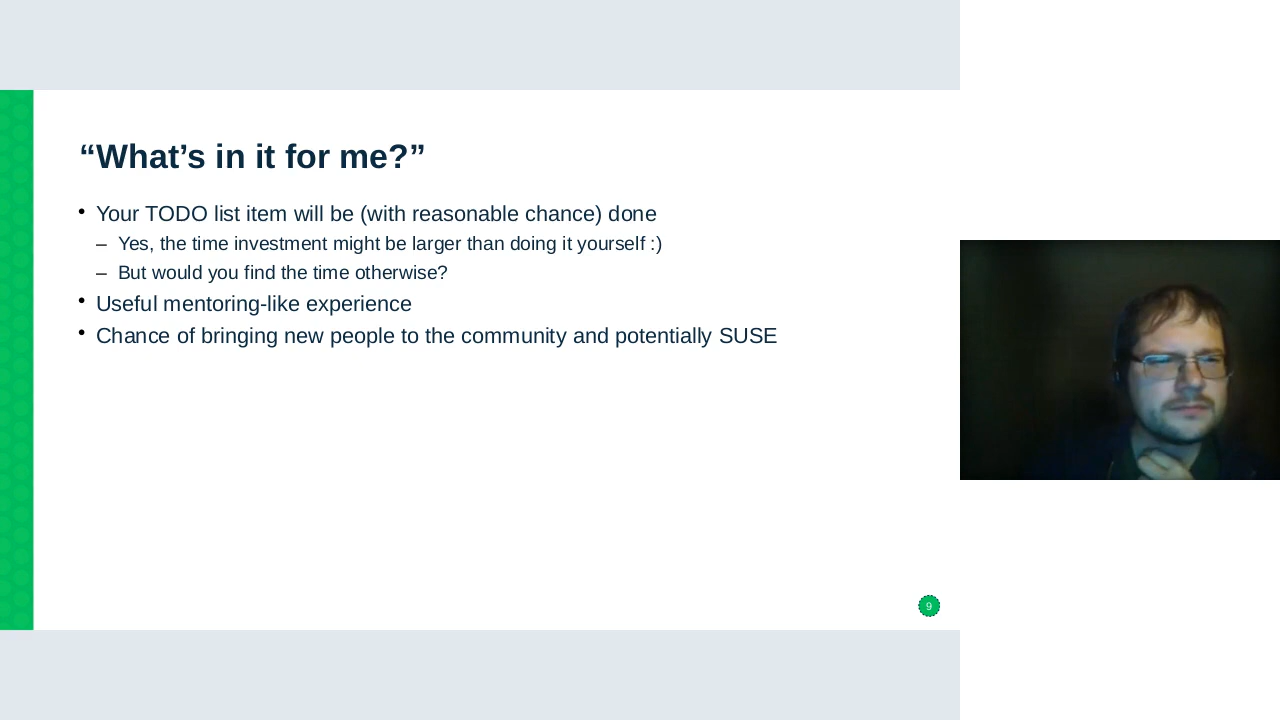 “What’s in it for me?”
• Your TODO list item will be (with reasonable chance) done
– Yes, the time investment might be larger than doing it yourself :)
– But would you find the time otherwise?
• Useful mentoring-like experience
• Chance of bringing new people to the community and potentially SUSE
9